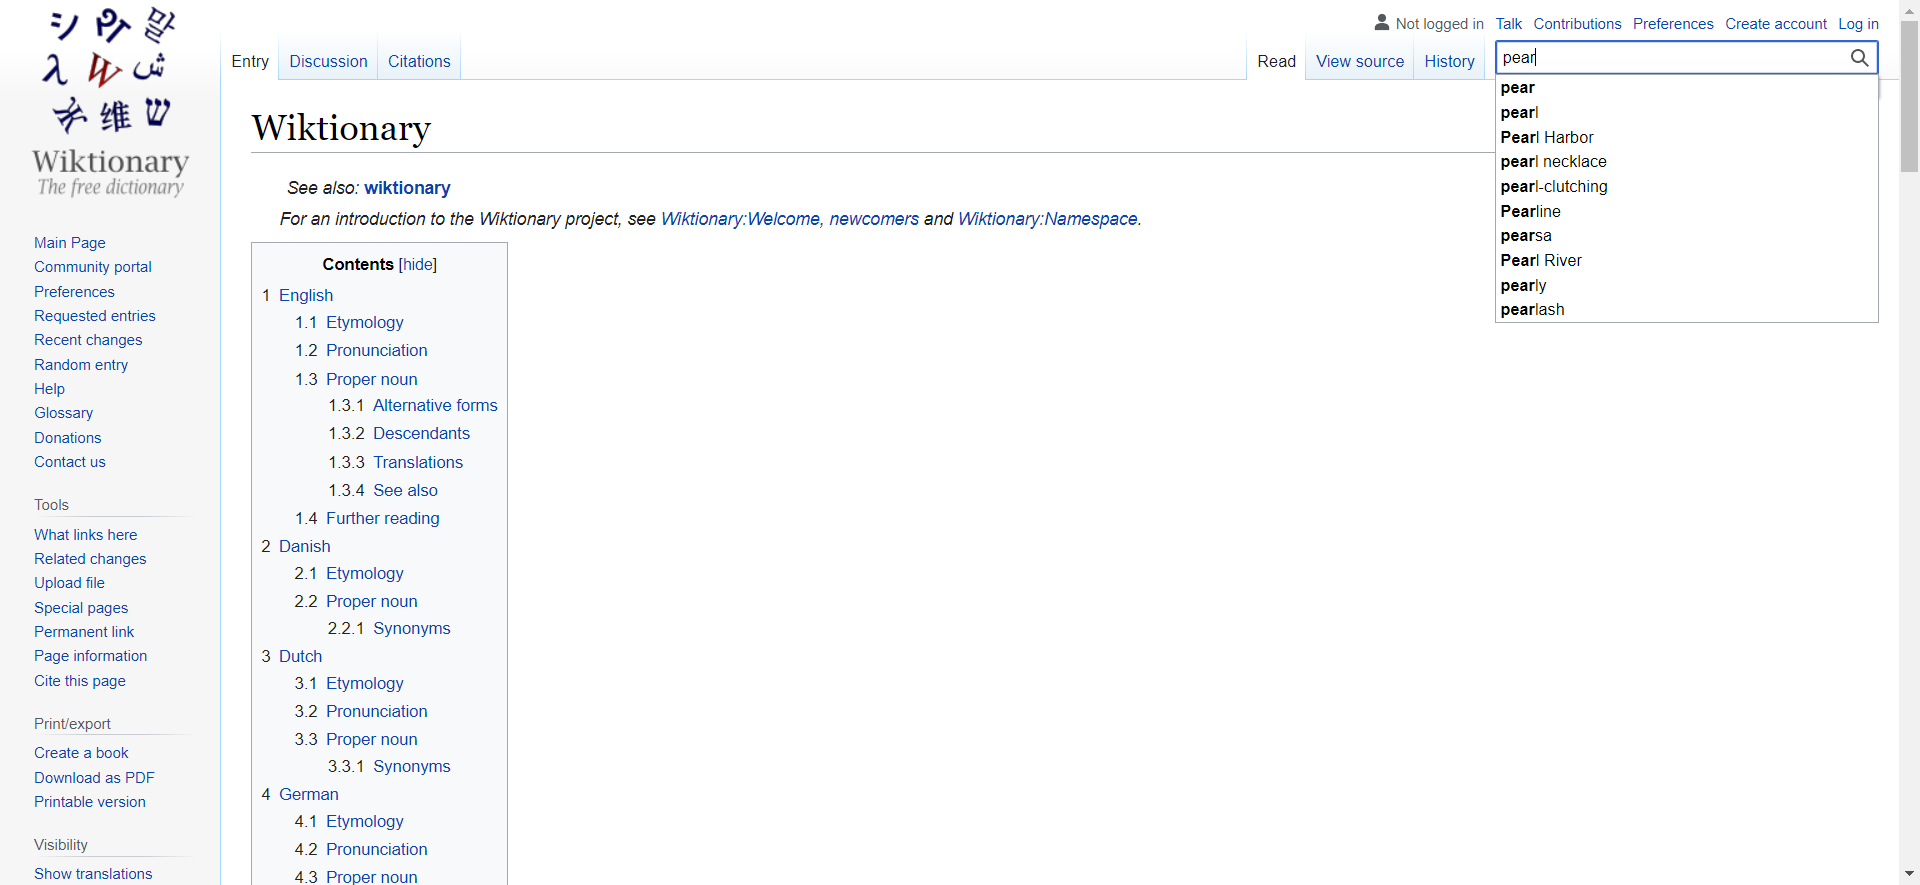 シ
வி
말
λ
W
ش
维
ש
Wiktionary
The free dictionary
Main Page
Community portal
Preferences
Requested entries
Recent changes
Random entry
Help
Glossary
Donations
Contact us
Tools
What links here
Related changes
Upload file
Special pages
Permanent link
Page information
Cite this page
Print/export
Create a book
Download as PDF
Printable version
Visibility
Show translations
Not logged in Talk Contributions Preferences Create account Log in
Entry Discussion Citations Read View source History
pear
pear
pearl
Pearl Harbor
pearl necklace
pearl-clutching
Pearline
pearsa
Pearl River
pearly
pearlash
Wiktionary
See also: wiktionary
For an introduction to the Wiktionary project, see Wiktionary:Welcome, newcomers and Wiktionary:Namespace.
Contents [hide]
1 English
1.1 Etymology
1.2 Pronunciation
1.3 Proper noun
1.3.1 Alternative forms
1.3.2 Descendants
1.3.3 Translations
1.3.4 See also
1.4 Further reading
2 Danish
2.1 Etymology
2.2 Proper noun
2.2.1 Synonyms
3 Dutch
3.1 Etymology
3.2 Pronunciation
3.3 Proper noun
3.3.1 Synonyms
4 German
4.1 Etymology
4.2 Pronunciation
4.3 Proper noun